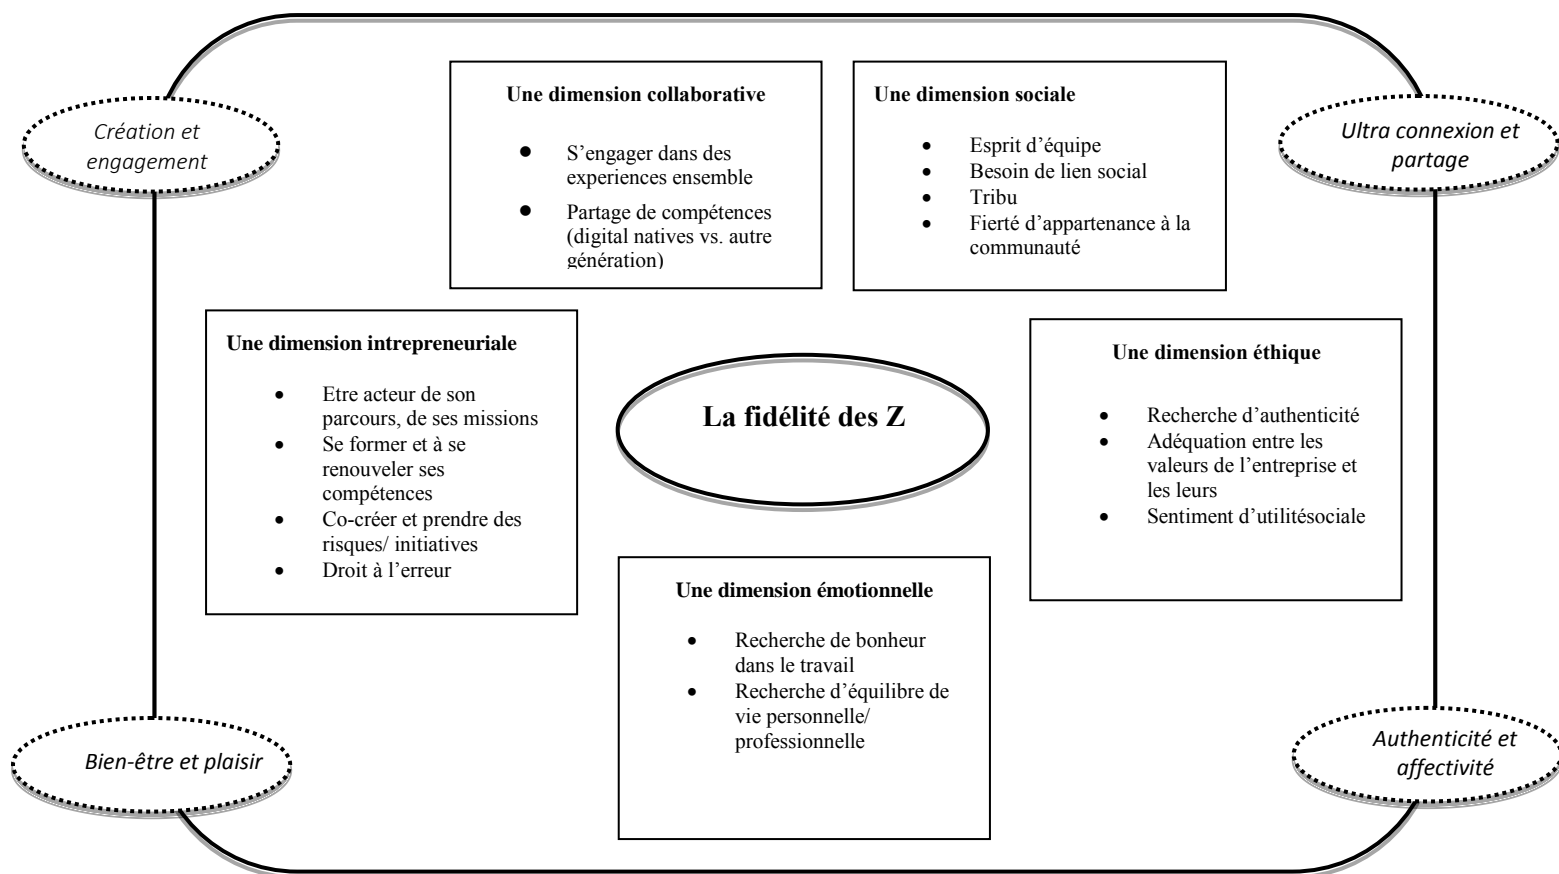 Création et
engagement
Une dimension collaborative
● S’engager dans des
experiences ensemble
● Partage de compétences
(digital natives vs. autre
génération)
Une dimension sociale
• Esprit d’équipe
• Besoin de lien social
• Tribu
• Fierté d’appartenance à la
communauté
Ultra connexion et
partage
Une dimension intrepreneuriale
• Etre acteur de son
parcours, de ses missions
• Se former et à se
renouveler ses
compétences
• Co-créer et prendre des
risques/ initiatives
• Droit à l’erreur
La fidélité des Z
Une dimension éthique
• Recherche d’authenticité
• Adéquation entre les
valeurs de l’entreprise et
les leurs
• Sentiment d’utilitésociale
Une dimension émotionnelle
• Recherche de bonheur
dans le travail
• Recherche d’équilibre de
vie personnelle/
professionnelle
Bien-être et plaisir
Authenticité et
affectivité